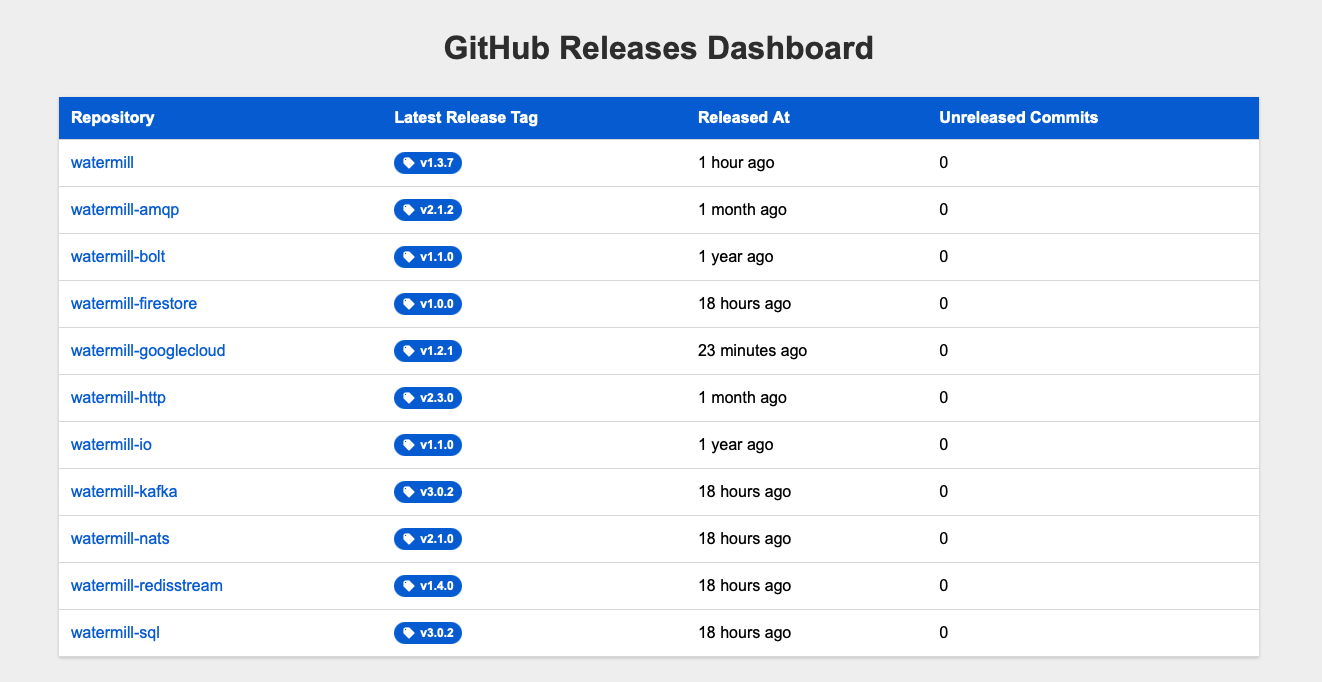 GitHub Releases Dashboard
Repository Latest Release Tag Released At Unreleased Commits
watermill v1.3.7 1 hour ago 0
watermill-amqp v2.1.2 1 month ago 0
watermill-bolt v1.1.0 1 year ago 0
watermill-firestore v1.0.0 18 hours ago 0
watermill-googlecloud v1.2.1 23 minutes ago 0
watermill-http v2.3.0 1 month ago 0
watermill-io v1.1.0 1 year ago 0
watermill-kafka v3.0.2 18 hours ago 0
watermill-nats v2.1.0 18 hours ago 0
watermill-redisstream v1.4.0 18 hours ago 0
watermill-sql v3.0.2 18 hours ago 0